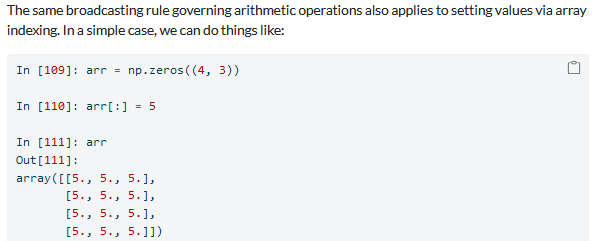 The same broadcasting rule governing arithmetic operations also applies to setting values via array
indexing. In a simple case, we can do things like:
In [109]: arr = np.zeros((4, 3))
In [110]: arr[:] = 5
In [111]: arr
Out[111]:
array([[5., 5., 5.],
       [5., 5., 5.],
       [5., 5., 5.],
       [5., 5., 5.]])